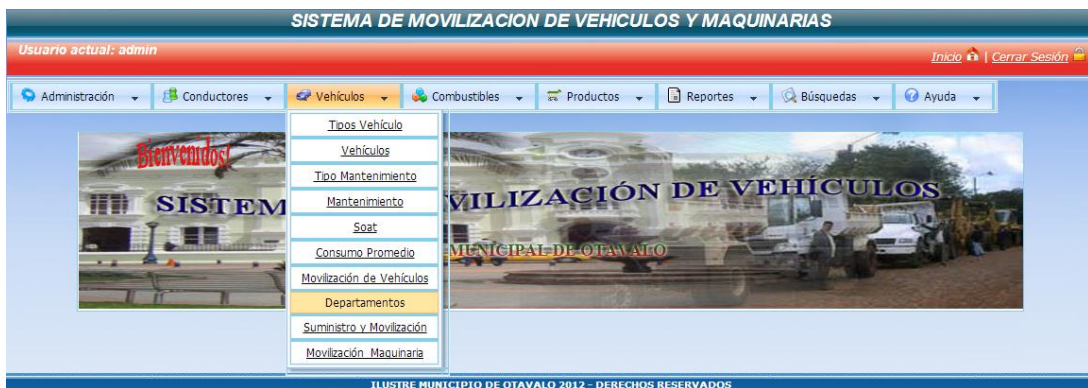 SISTEMA DE MOVILIZACION DE VEHICULOS Y MAQUINARIAS
Usuario actual: admin
Inicio | Cerrar Sesión
Administración Conductores Vehículos Combustibles Productos Reportes Búsquedas Ayuda
Tipos Vehículo
Vehículos
Tipo Mantenimiento
Mantenimiento
Soat
Consumo Promedio
Movilización de Vehículos
Departamentos
Suministro y Movilización
Movilización Maquinaria
Bienvenidos!
SISTEM VILIZACIÓN DE VEHÍCULOS
MUNICIPAL DE OTAVALO
ILUSTRE MUNICIPIO DE OTAVALO 2012 - DERECHOS RESERVADOS